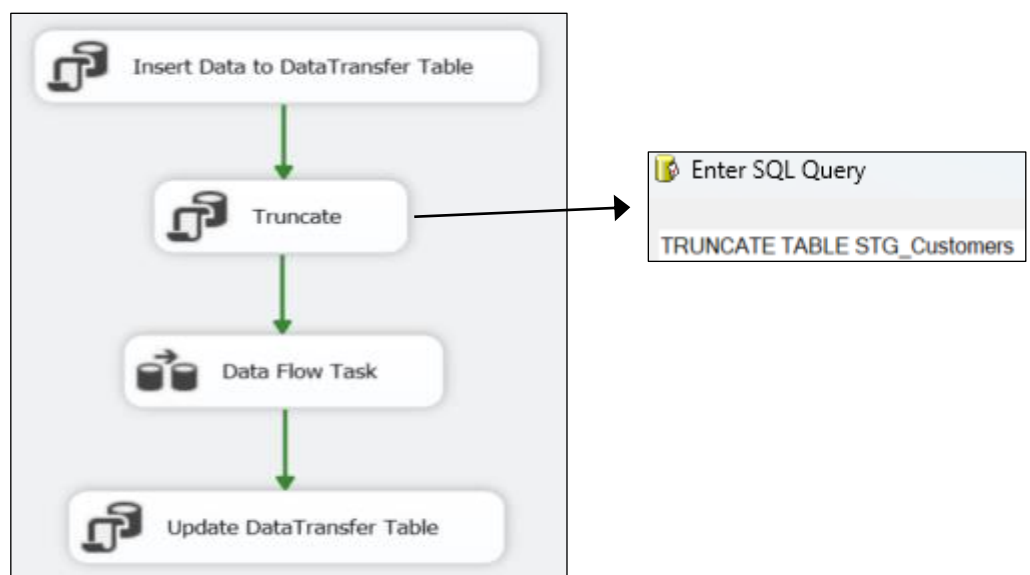 Insert Data to DataTransfer Table
Truncate
Enter SQL Query
TRUNCATE TABLE STG_Customers
Data Flow Task
Update DataTransfer Table